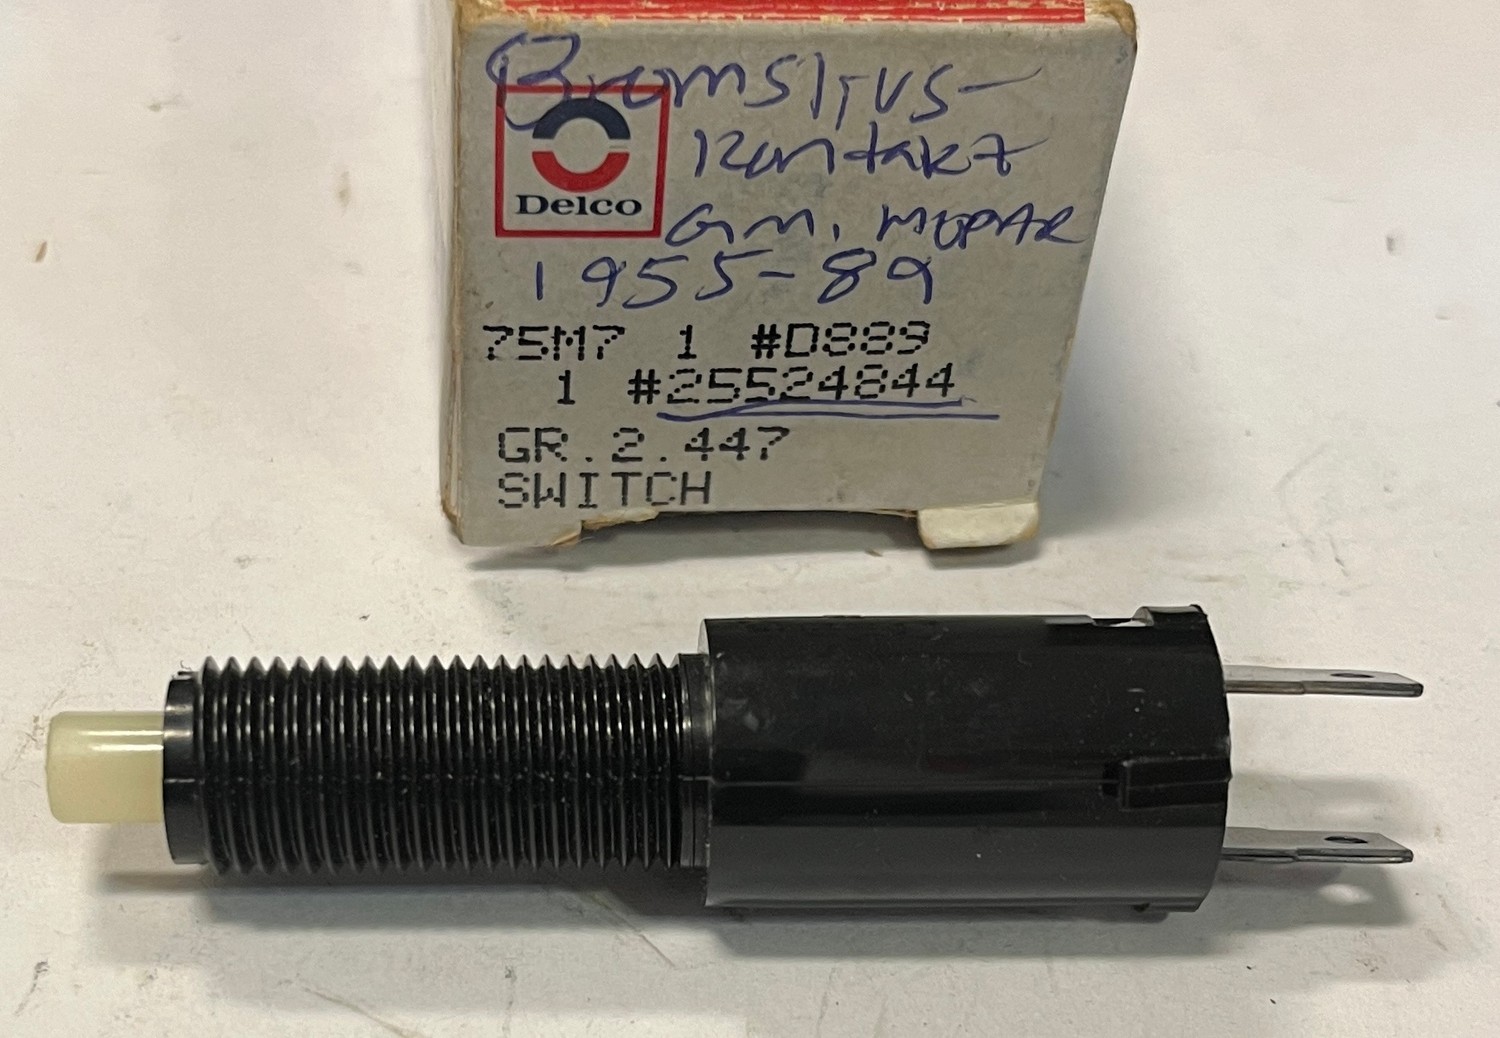 Bromsljus-
kontakt
Delco
GM, MOPAR
1955-89
75M7 1 #D889
1 #25524844
GR.2.447
SWITCH